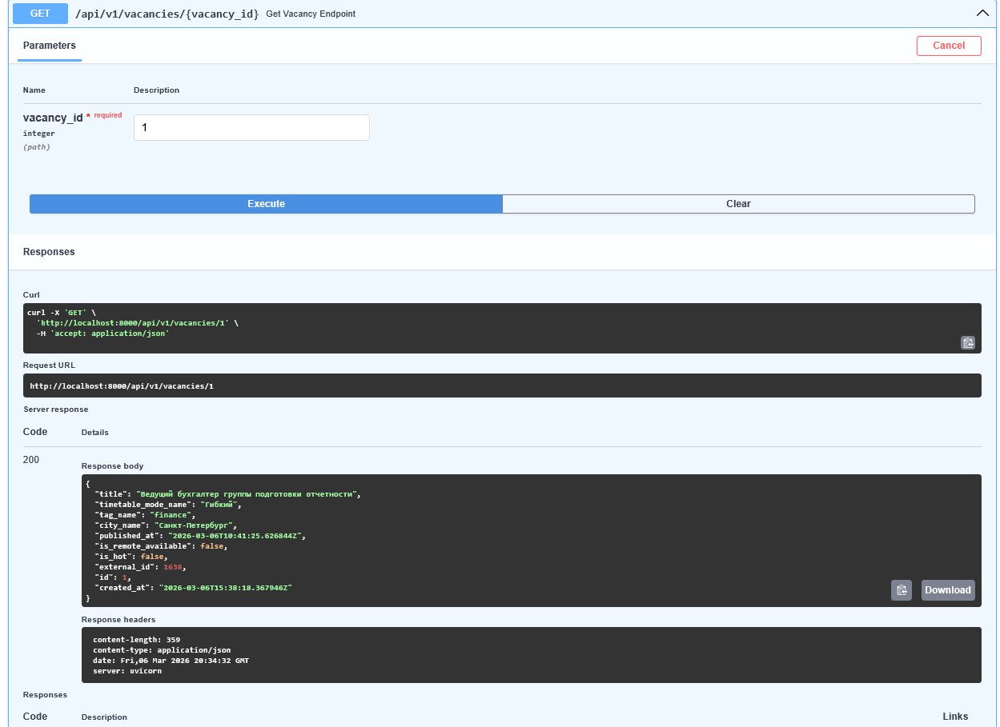 GET /api/v1/vacancies/{vacancy_id} Get Vacancy Endpoint
Parameters
Cancel
Name Description
vacancy_id * required
integer
(path)
1
Execute Clear
Responses
Curl
curl -X 'GET' \
  'http://localhost:8000/api/v1/vacancies/1' \
  -H 'accept: application/json'
Request URL
http://localhost:8000/api/v1/vacancies/1
Server response
Code Details
200
Response body
{
  "title": "Ведущий бухгалтер группы подготовки отчетности",
  "timetable_mode_name": "Гибкий",
  "tag_name": "finance",
  "city_name": "Санкт-Петербург",
  "published_at": "2026-03-06T10:41:25.626844Z",
  "is_remote_available": false,
  "is_hot": false,
  "external_id": 1638,
  "id": 1,
  "created_at": "2026-03-06T15:38:18.367946Z"
}
Download
Response headers
content-length: 359
content-type: application/json
date: Fri,06 Mar 2026 20:34:32 GMT
server: uvicorn
Responses
Code Description Links